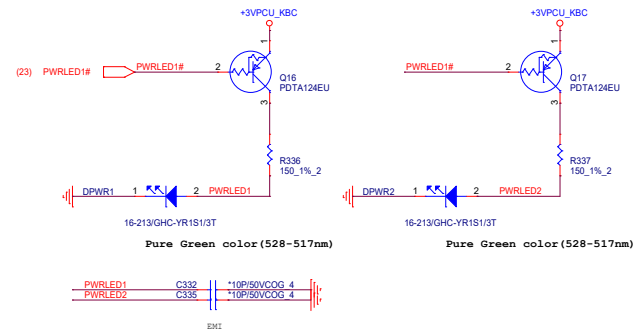 +3VPCU_KBC
+3VPCU_KBC
1
1
(23) PWRLED1# PWRLED1# 2
PWRLED1# 2
Q16
PDTA124EU
Q17
PDTA124EU
3
3
R336
150_1%_2
R337
150_1%_2
DPWR1 1 2 PWRLED1
DPWR2 1 2 PWRLED2
16-213/GHC-YR1S1/3T
16-213/GHC-YR1S1/3T
Pure Green color(528-517nm)
Pure Green color(528-517nm)
PWRLED1 C332 *10P/50VCOG_4
PWRLED2 C335 *10P/50VCOG_4
EMI